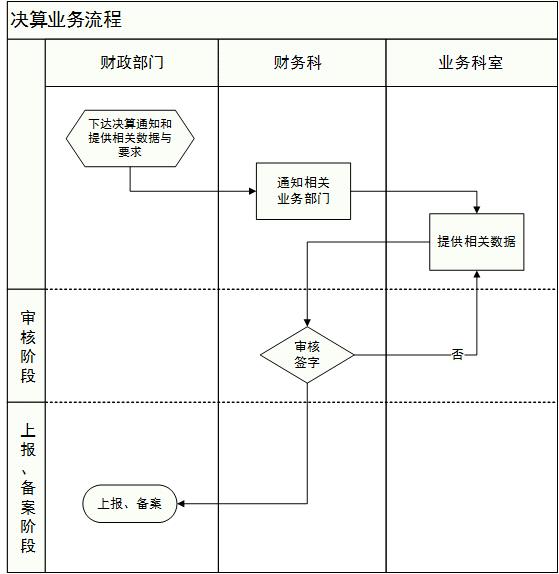 决算业务流程
财政部门
财务科
业务科室
下达决算通知和
提供相关数据与
要求
通知相关
业务部门
提供相关数据
审核阶段
审核
签字
否
上报、备案阶段
上报、备案